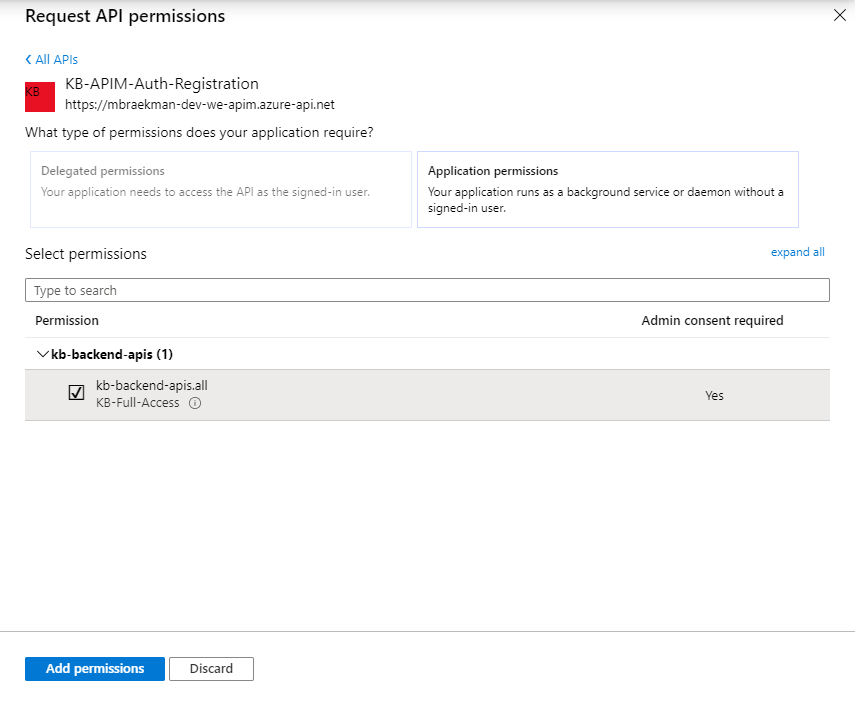 Request API permissions
All APIs
KB
KB-APIM-Auth-Registration
https://mbraekman-dev-we-apim.azure-api.net
What type of permissions does your application require?
Delegated permissions
Your application needs to access the API as the signed-in user.
Application permissions
Your application runs as a background service or daemon without a
signed-in user.
Select permissions
expand all
Type to search
Permission
Admin consent required
kb-backend-apis (1)
kb-backend-apis.all
KB-Full-Access
Yes
Add permissions
Discard